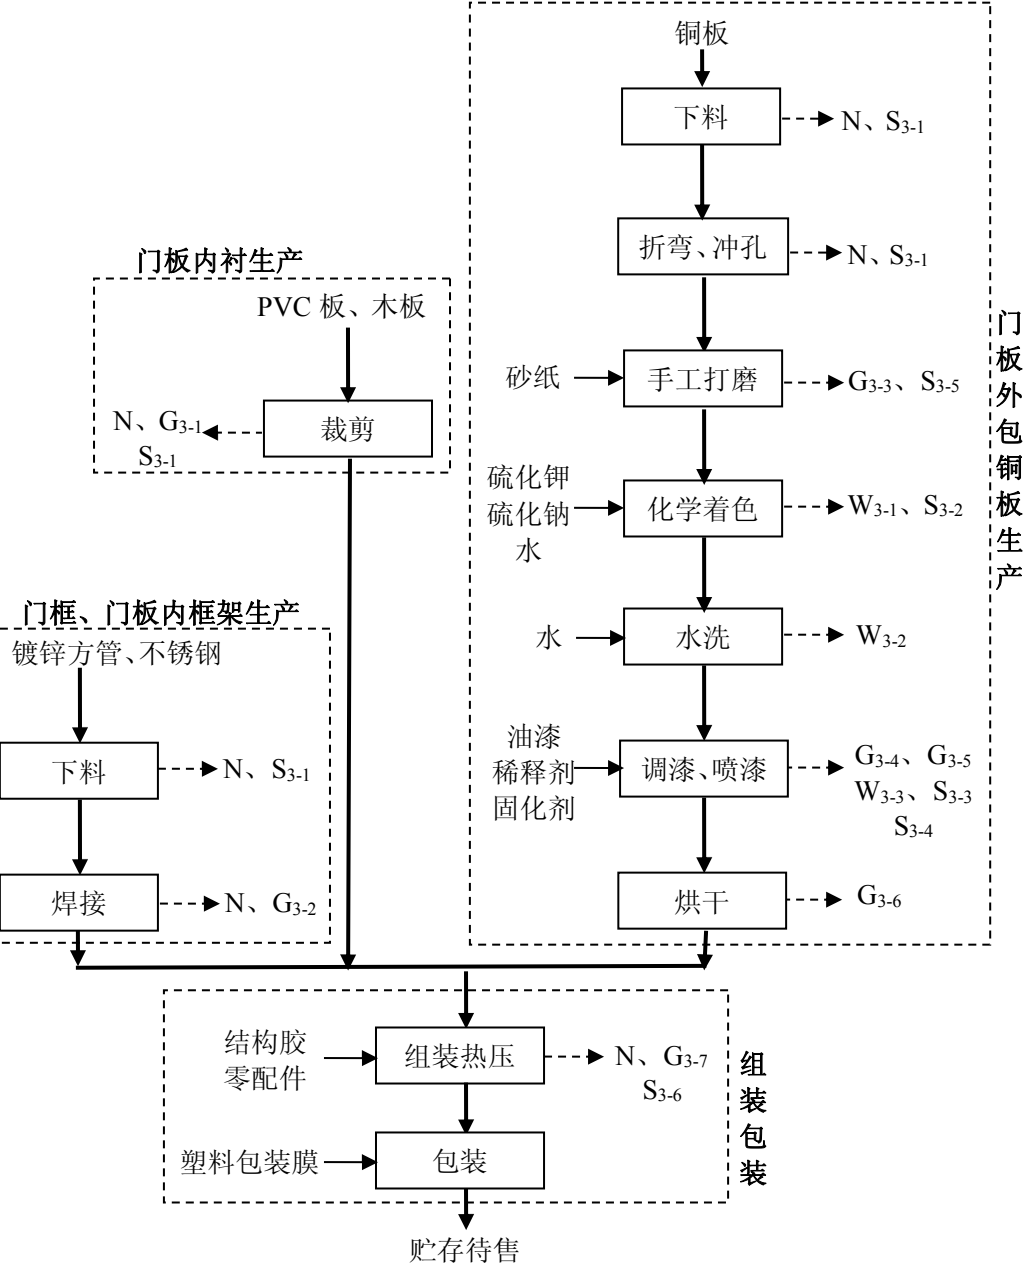 铜板
下料
N、S3-1
折弯、冲孔
N、S3-1
砂纸
手工打磨
G3-3、S3-5
硫化钾
硫化钠
水
化学着色
W3-1、S3-2
水
水洗
W3-2
油漆
稀释剂
固化剂
调漆、喷漆
G3-4、G3-5
W3-3、S3-3
S3-4
烘干
G3-6
门板外包铜板生产
门板内衬生产
PVC 板、木板
裁剪
N、G3-1
S3-1
门框、门板内框架生产
镀锌方管、不锈钢
下料
N、S3-1
焊接
N、G3-2
结构胶
零配件
组装热压
N、G3-7
S3-6
塑料包装膜
包装
组装包装
贮存待售